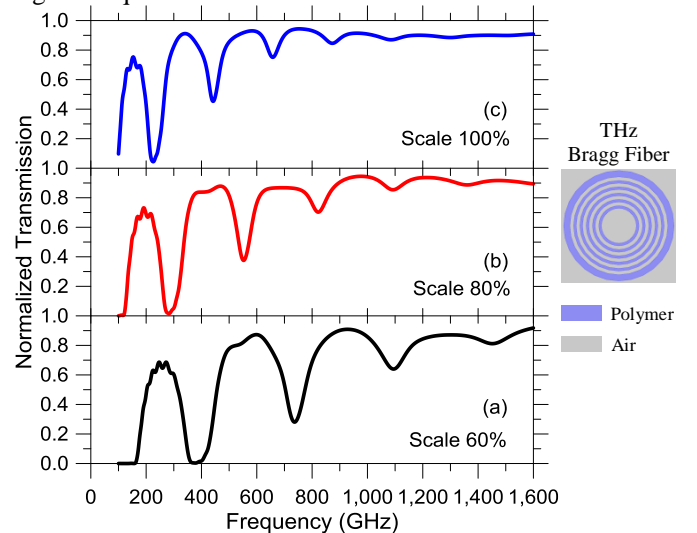 1.0
0.8
0.6
0.4
0.2
(c)
Scale 100%
1.0
0.8
0.6
0.4
0.2
(b)
Scale 80%
1.0
0.8
0.6
0.4
0.2
0.0
(a)
Scale 60%
0 200 400 600 800 1,000 1,200 1,400 1,600
Frequency (GHz)
Normalized Transmission
THz
Bragg Fiber
Polymer
Air